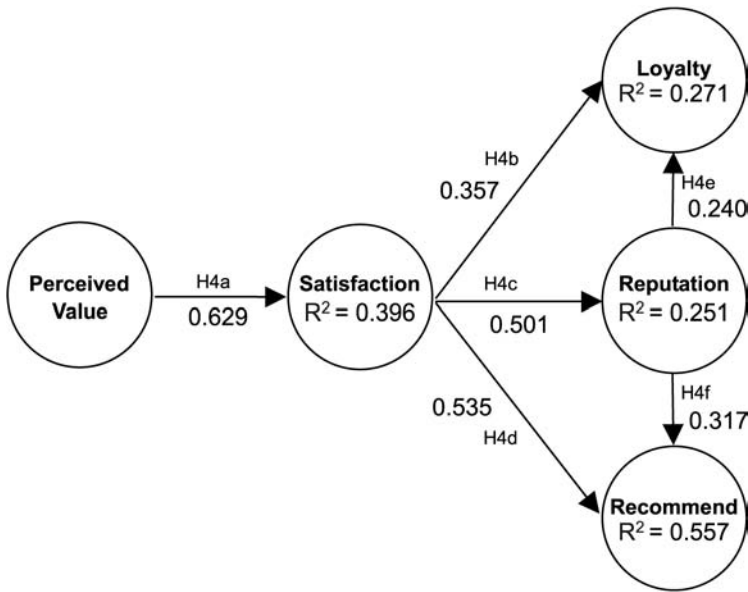 Loyalty
R² = 0.271
H4b
0.357
H4e
0.240
Perceived
Value
H4a
0.629
Satisfaction
R² = 0.396
H4c
0.501
Reputation
R² = 0.251
0.535
H4d
H4f
0.317
Recommend
R² = 0.557